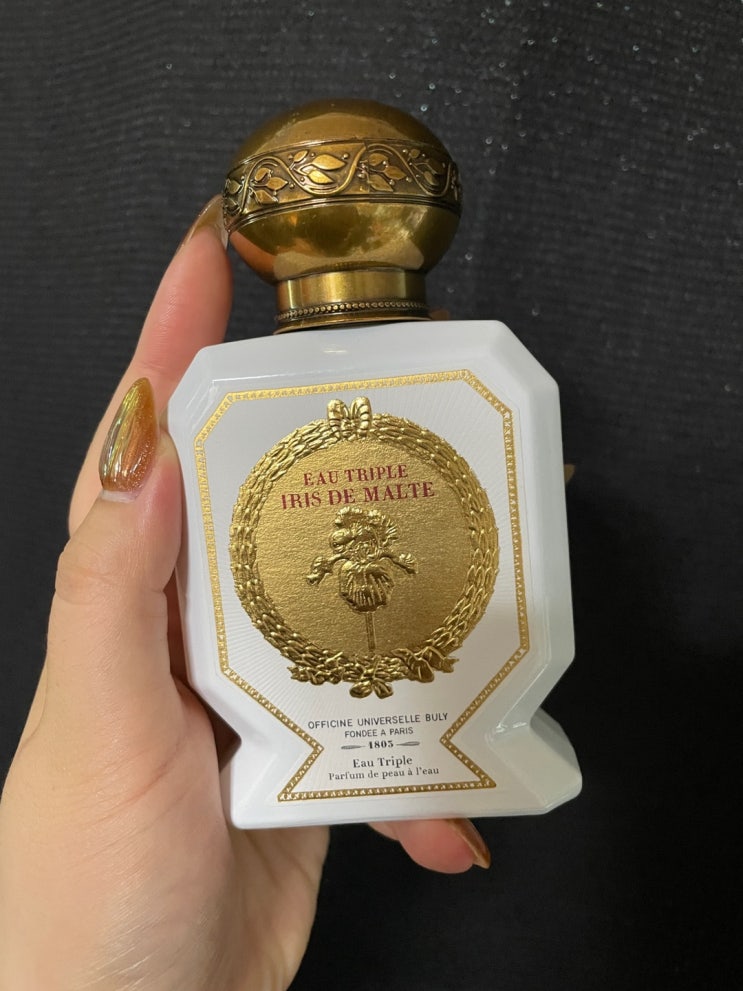 EAU TRIPLE
IRIS DE MALTE
OFFICINE UNIVERSELLE BULY
FONDEE A PARIS
1803
Eau Triple
Parfum de peau à l'eau